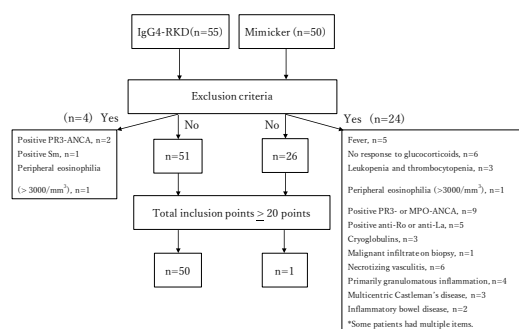 IgG4-RKD(n=55)
Mimicker (n=50)
Exclusion criteria
(n=4) Yes
No
No
Yes (n=24)
Positive PR3-ANCA, n=2
Positive Sm, n=1
Peripheral eosinophilia
(> 3000/mm³), n=1
n=51
n=26
Fever, n=5
No response to glucocorticoids, n=6
Leukopenia and thrombocytopenia, n=3
Peripheral eosinophilia (>3000/mm³), n=1
Positive PR3- or MPO-ANCA, n=9
Positive anti-Ro or anti-La, n=5
Cryoglobulins, n=3
Malignant infiltrate on biopsy, n=1
Necrotizing vasculitis, n=6
Primarily granulomatous inflammation, n=4
Multicentric Castleman's disease, n=3
Inflammatory bowel disease, n=2
*Some patients had multiple items.
Total inclusion points ≥ 20 points
n=50
n=1